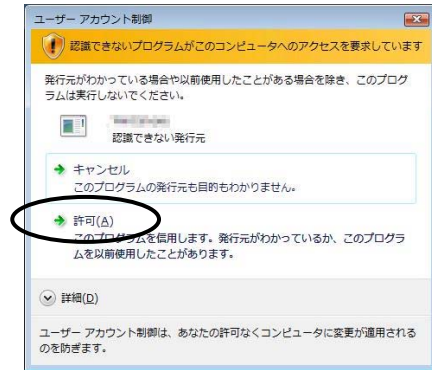 ユーザー アカウント制御
認識できないプログラムがこのコンピュータへのアクセスを要求しています
発行元がわかっている場合や以前使用したことがある場合を除き、このプログ
ラムは実行しないでください。
認識できない発行元
キャンセル
このプログラムの発行元も目的もわかりません。
許可(A)
このプログラムを信用します。発行元がわかっているか、このプログラ
ムを以前使用したことがあります。
詳細(D)
ユーザー アカウント制御は、あなたの許可なくコンピュータに変更が適用される
のを防ぎます。